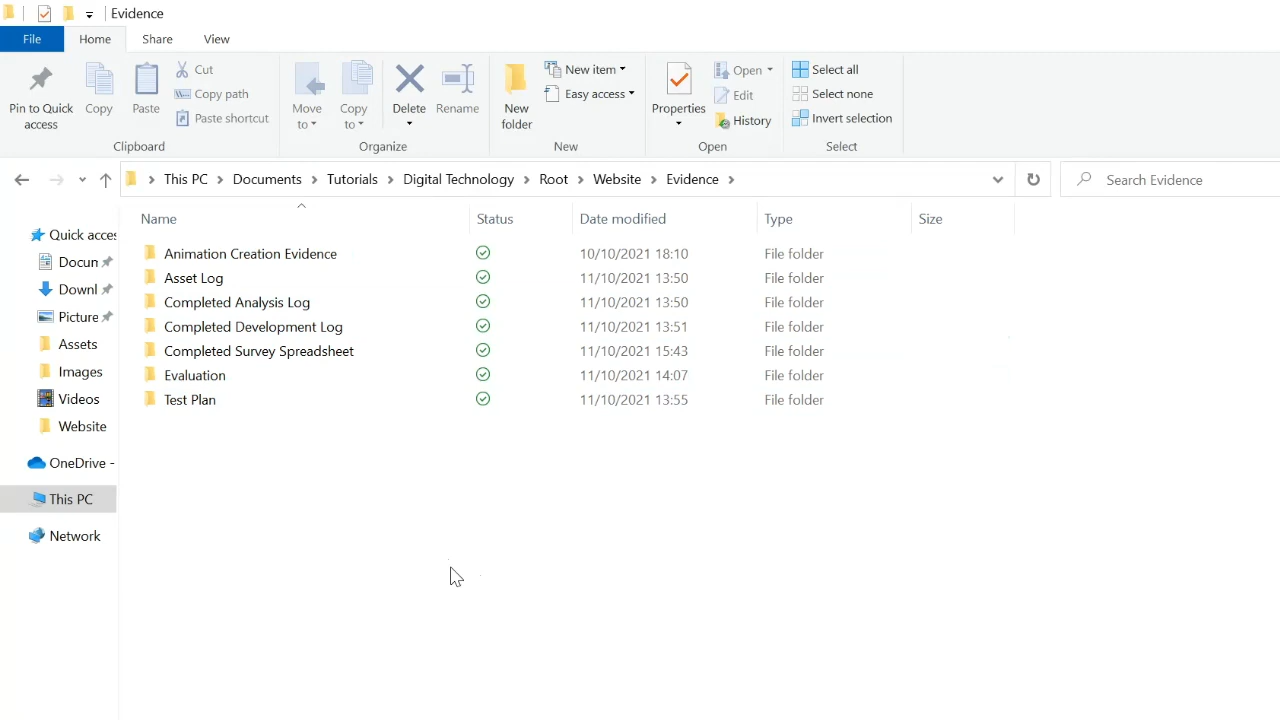 Evidence
File Home Share View
Pin to Quick access
Copy
Paste
Cut
Copy path
Paste shortcut
Clipboard
Move to
Copy to
Delete
Rename
Organize
New folder
New item
Easy access
New
Properties
Open
Edit
History
Open
Select all
Select none
Invert selection
Select
This PC Documents Tutorials Digital Technology Root Website Evidence
Search Evidence
Name Status Date modified Type Size
Animation Creation Evidence 10/10/2021 18:10 File folder
Asset Log 11/10/2021 13:50 File folder
Completed Analysis Log 11/10/2021 13:50 File folder
Completed Development Log 11/10/2021 13:51 File folder
Completed Survey Spreadsheet 11/10/2021 15:43 File folder
Evaluation 11/10/2021 14:07 File folder
Test Plan 11/10/2021 13:55 File folder
Quick acces
Docun
Downl
Picture
Assets
Images
Videos
Website
OneDrive -
This PC
Network